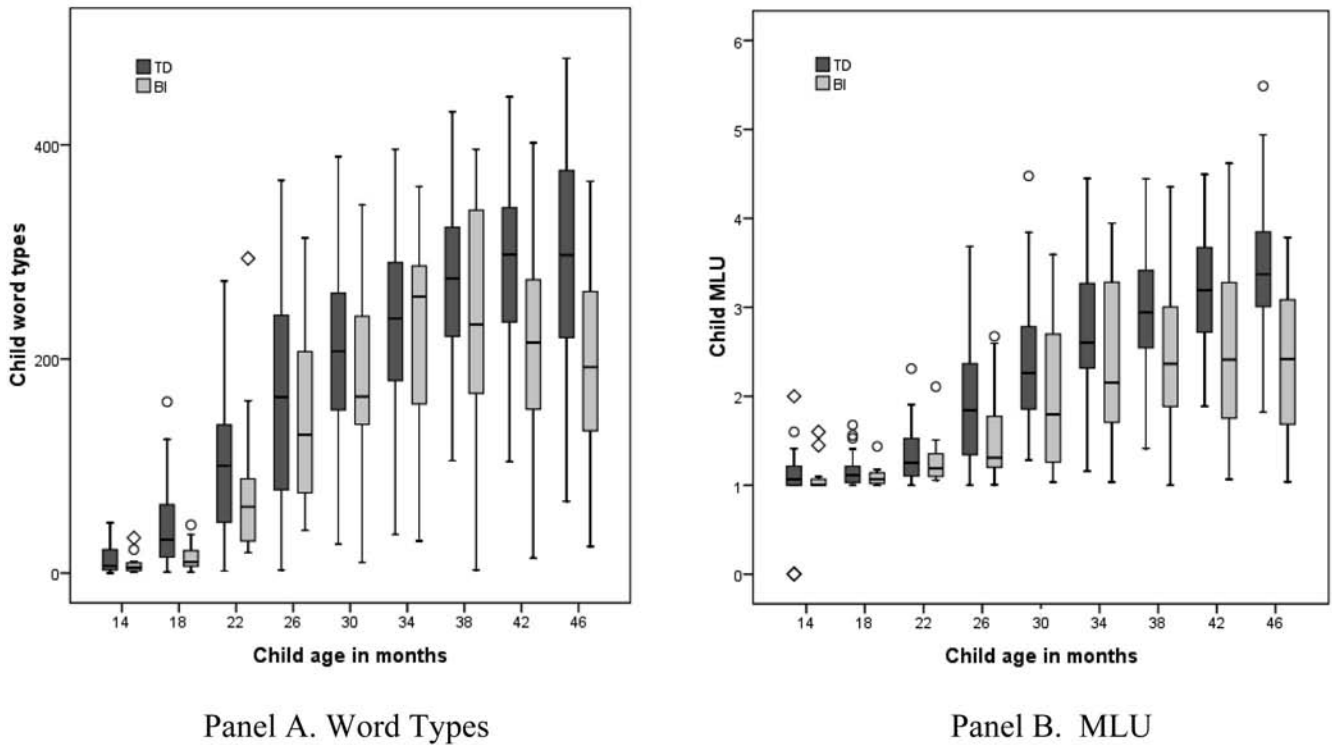 TD
BI
400
200
0
Child word types
14 18 22 26 30 34 38 42 46
Child age in months
Panel A. Word Types
TD
BI
6
5
4
3
2
1
0
Child MLU
14 18 22 26 30 34 38 42 46
Child age in months
Panel B. MLU